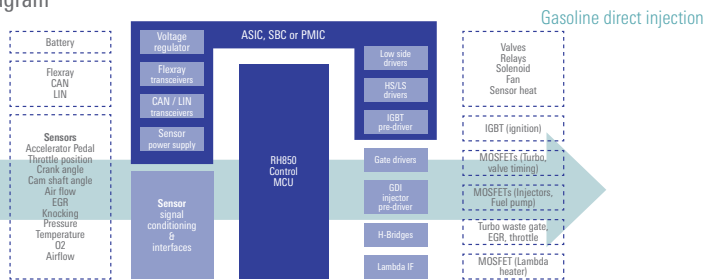 Gasoline direct injection
Battery
Flexray
CAN
LIN
Sensors
Accelerator Pedal
Throttle position
Crank angle
Cam shaft angle
Air flow
EGR
Knocking
Pressure
Temperature
O2
Airflow
ASIC, SBC or PMIC
Voltage
regulator
Flexray
transceivers
CAN / LIN
transceivers
Sensor
power supply
Sensor
signal
conditioning
&
interfaces
RH850
Control
MCU
Low side
drivers
HS/LS
drivers
IGBT
pre-driver
Gate drivers
GDI
injector
pre-driver
H-Bridges
Lambda IF
Valves
Relays
Solenoid
Fan
Sensor heat
IGBT (ignition)
MOSFETs (Turbo,
valve timing)
MOSFETs (Injectors,
Fuel pump)
Turbo waste gate,
EGR, throttle
MOSFET (Lambda
heater)